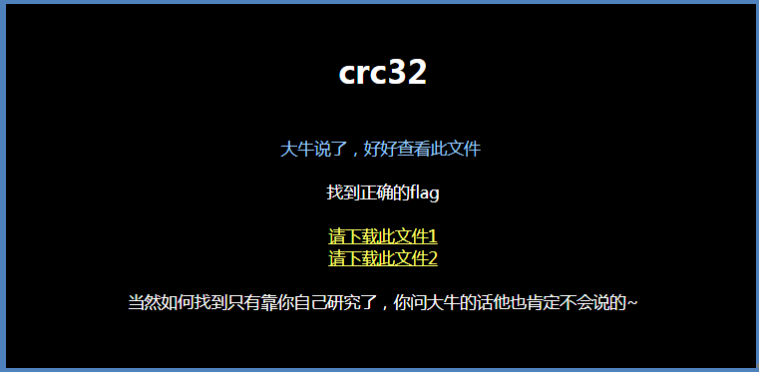 crc32
大牛说了，好好查看此文件
找到正确的flag
请下载此文件1
请下载此文件2
当然如何找到只有靠你自己研究了，你问大牛的话他也肯定不会说的~